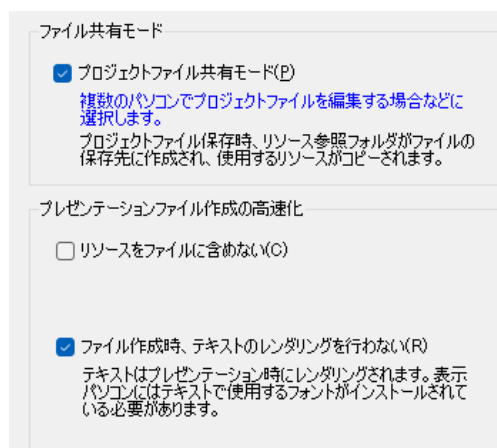 ファイル共有モード
プロジェクトファイル共有モード(P)
複数のパソコンでプロジェクトファイルを編集する場合などに
選択します。
プロジェクトファイル保存時、リソース参照フォルダがファイルの
保存先に作成され、使用するリソースがコピーされます。
プレゼンテーションファイル作成の高速化
リソースをファイルに含めない(C)
ファイル作成時、テキストのレンダリングを行わない(R)
テキストはプレゼンテーション時にレンダリングされます。表示
パソコンにはテキストで使用するフォントがインストールされて
いる必要があります。